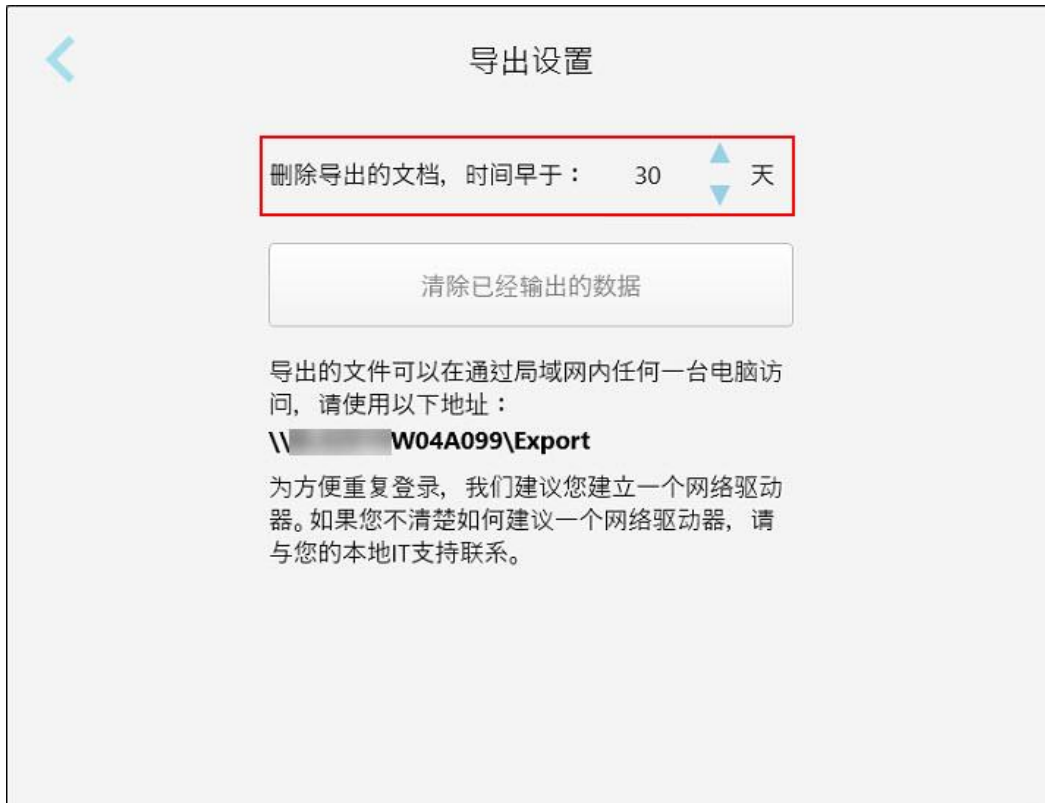 导出设置
删除导出的文档，时间早于： 30 天
清除已经输出的数据
导出的文件可以在通过局域网内任何一台电脑访
问，请使用以下地址：
\\ W04A099\Export
为方便重复登录，我们建议您建立一个网络驱动
器。如果您不清楚如何建议一个网络驱动器，请
与您的本地IT支持联系。